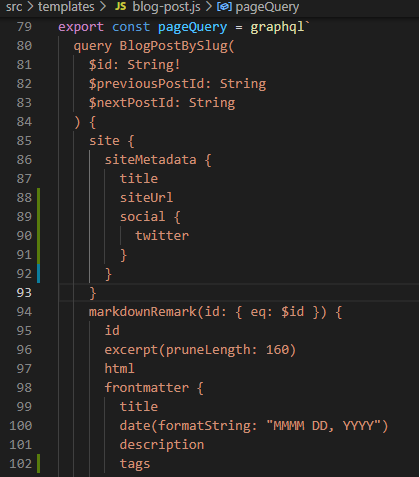 src > templates > JS blog-post.js > pageQuery
79 export const pageQuery = graphql`
80 query BlogPostBySlug(
81 $id: String!
82 $previousPostId: String
83 $nextPostId: String
84 ) {
85 site {
86 siteMetadata {
87 title
88 siteUrl
89 social {
90 twitter
91 }
92 }
93 }
94 markdownRemark(id: { eq: $id }) {
95 id
96 excerpt(pruneLength: 160)
97 html
98 frontmatter {
99 title
100 date(formatString: "MMMM DD, YYYY")
101 description
102 tags